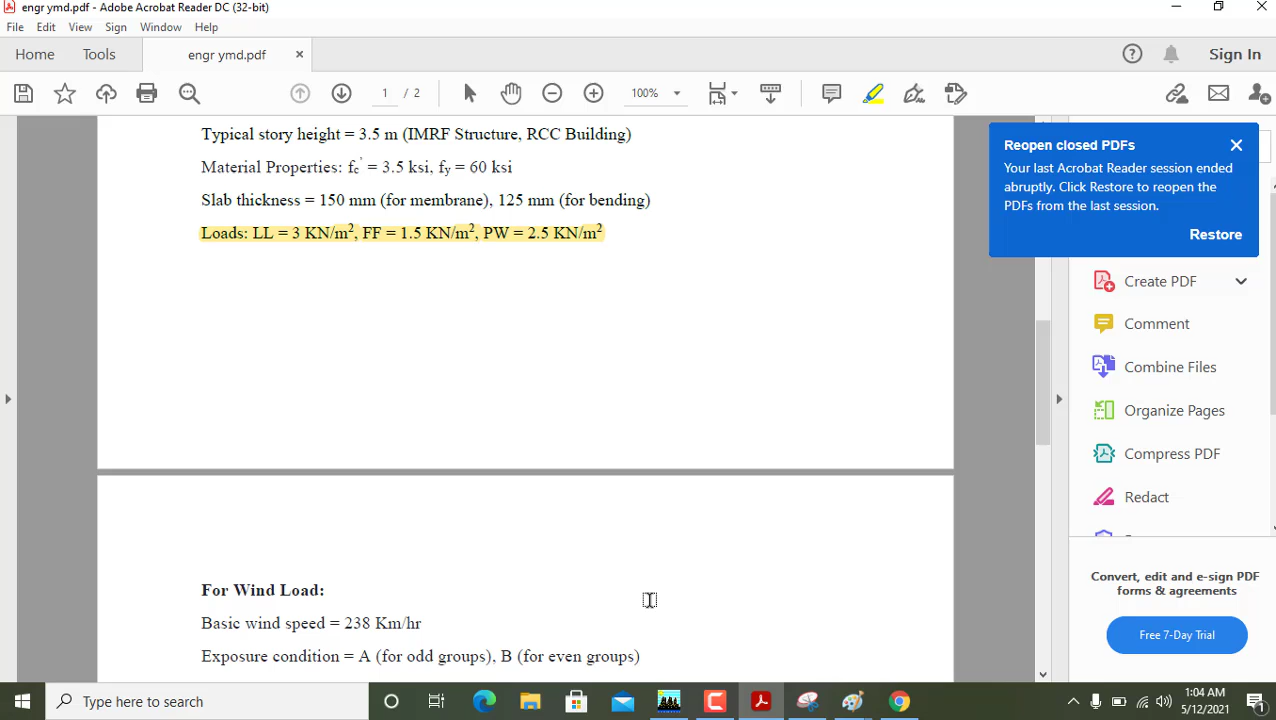 engr ymd.pdf - Adobe Acrobat Reader DC (32-bit)
File Edit View Sign Window Help
Home Tools engr ymd.pdf × Sign In
1 / 2 100%
Typical story height = 3.5 m (IMRF Structure, RCC Building)
Material Properties: fc' = 3.5 ksi, fy = 60 ksi
Slab thickness = 150 mm (for membrane), 125 mm (for bending)
Loads: LL = 3 KN/m², FF = 1.5 KN/m², PW = 2.5 KN/m²
For Wind Load:
Basic wind speed = 238 Km/hr
Exposure condition = A (for odd groups), B (for even groups)
Reopen closed PDFs
Your last Acrobat Reader session ended
abruptly. Click Restore to reopen the
PDFs from the last session.
Restore
Create PDF
Comment
Combine Files
Organize Pages
Compress PDF
Redact
Convert, edit and e-sign PDF
forms & agreements
Free 7-Day Trial
Type here to search
1:04 AM
5/12/2021
1